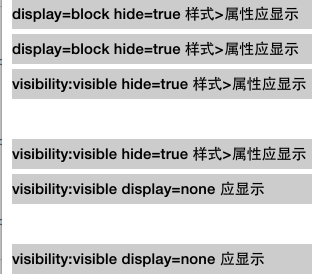 display=block hide=true 样式>属性应显示
display=block hide=true 样式>属性应显示
visibility:visible hide=true 样式>属性应显示
visibility:visible hide=true 样式>属性应显示
visibility:visible display=none 应显示
visibility:visible display=none 应显示